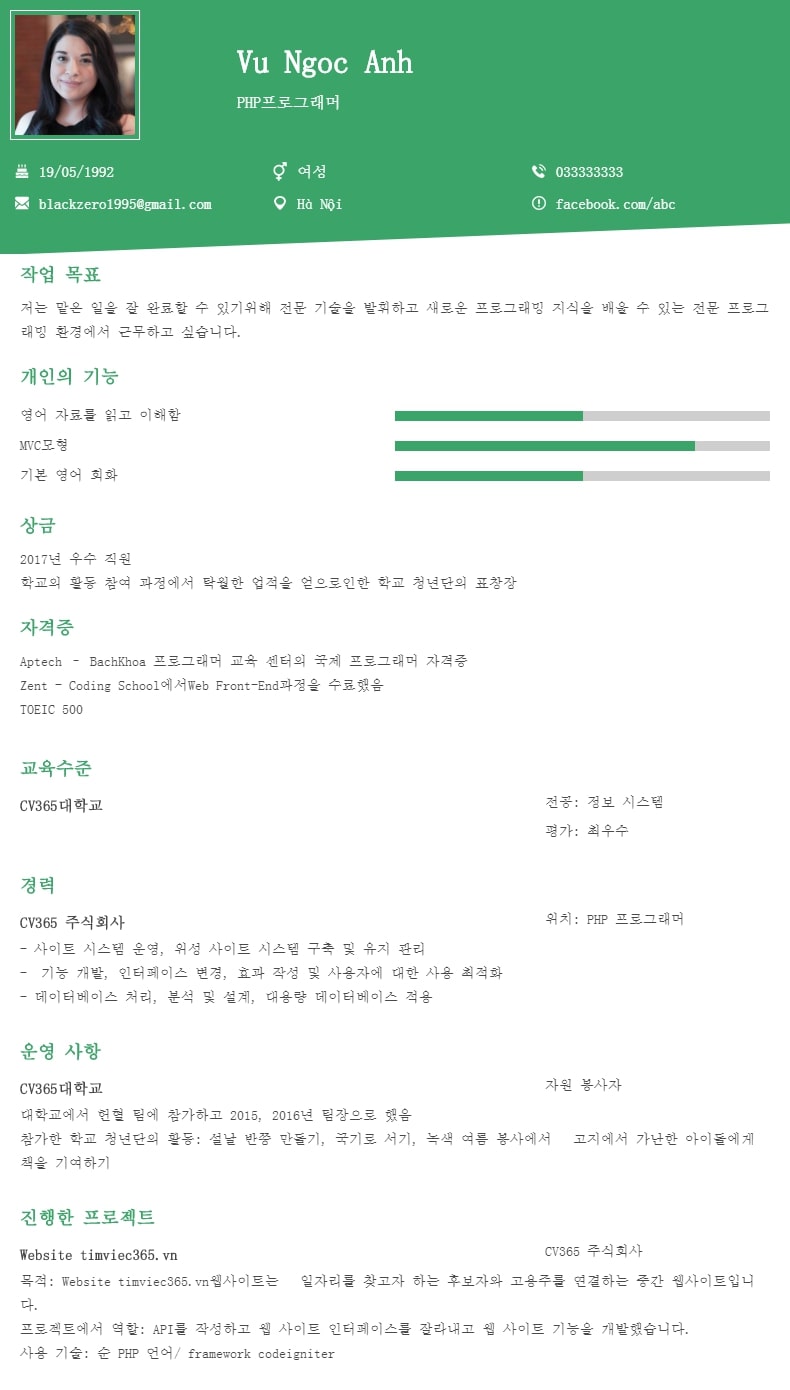 Vu Ngoc Anh
PHP프로그래머
19/05/1992
여성
033333333
blackzero1995@gmail.com
Hà Nội
facebook.com/abc
작업 목표
저는 맡은 일을 잘 완료할 수 있기위해 전문 기술을 발휘하고 새로운 프로그래밍 지식을 배울 수 있는 전문 프로그
래밍 환경에서 근무하고 싶습니다.
개인의 기능
영어 자료를 읽고 이해함
MVC모형
기본 영어 회화
상금
2017년 우수 직원
학교의 활동 참여 과정에서 탁월한 업적을 얻으로인한 학교 청년단의 표창장
자격증
Aptech – BachKhoa 프로그래머 교육 센터의 국제 프로그래머 자격증
Zent – Coding School에서Web Front-End과정을 수료했음
TOEIC 500
교육수준
CV365대학교
전공: 정보 시스템
평가: 최우수
경력
CV365 주식회사
위치: PHP 프로그래머
- 사이트 시스템 운영, 위성 사이트 시스템 구축 및 유지 관리
- 기능 개발, 인터페이스 변경, 효과 작성 및 사용자에 대한 사용 최적화
- 데이터베이스 처리, 분석 및 설계, 대용량 데이터베이스 적용
운영 사항
CV365대학교
자원 봉사자
대학교에서 헌혈 팀에 참가하고 2015, 2016년 팀장으로 했음
참가한 학교 청년단의 활동: 설날 반쯩 만들기, 국기로 서기, 녹색 여름 봉사에서 고지에서 가난한 아이들에게
책을 기여하기
진행한 프로젝트
Website timviec365.vn
CV365 주식회사
목적: Website timviec365.vn웹사이트는 일자리를 찾고자 하는 후보자와 고용주를 연결하는 중간 웹사이트입니
다.
프로젝트에서 역할: API를 작성하고 웹 사이트 인터페이스를 잘라내고 웹 사이트 기능을 개발했습니다.
사용 기술: 순 PHP 언어/ framework codeigniter